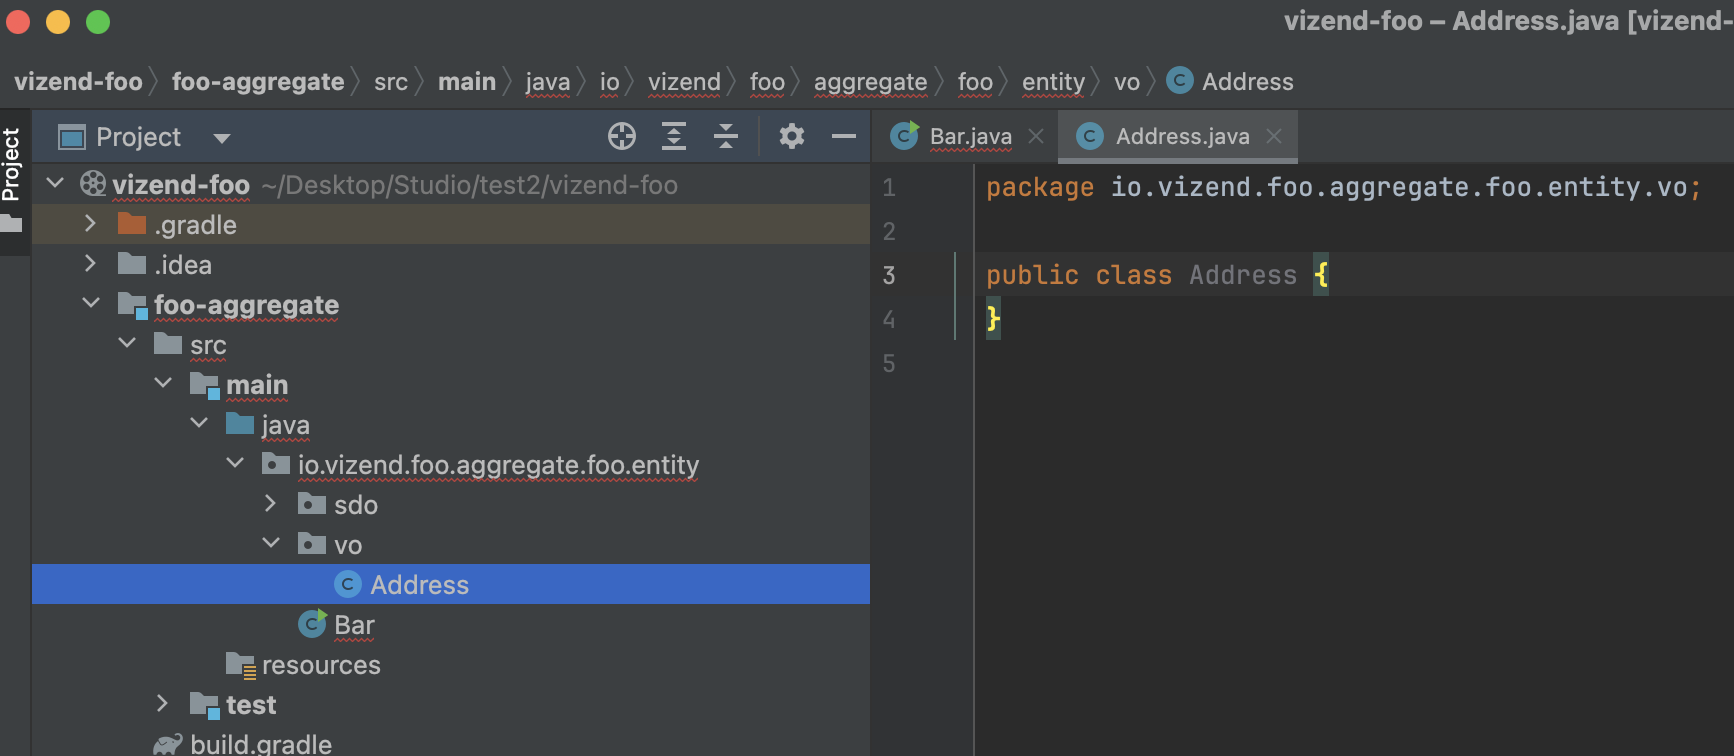 vizend-foo – Address.java [vizend-
vizend-foo foo-aggregate src main java io vizend foo aggregate foo entity vo C Address
Project
Project
C Bar.java C Address.java
vizend-foo ~/Desktop/Studio/test2/vizend-foo
.gradle
.idea
foo-aggregate
src
main
java
io.vizend.foo.aggregate.foo.entity
sdo
vo
C Address
C Bar
resources
test
build.gradle
1 package io.vizend.foo.aggregate.foo.entity.vo;
2
3 public class Address {
4 }
5